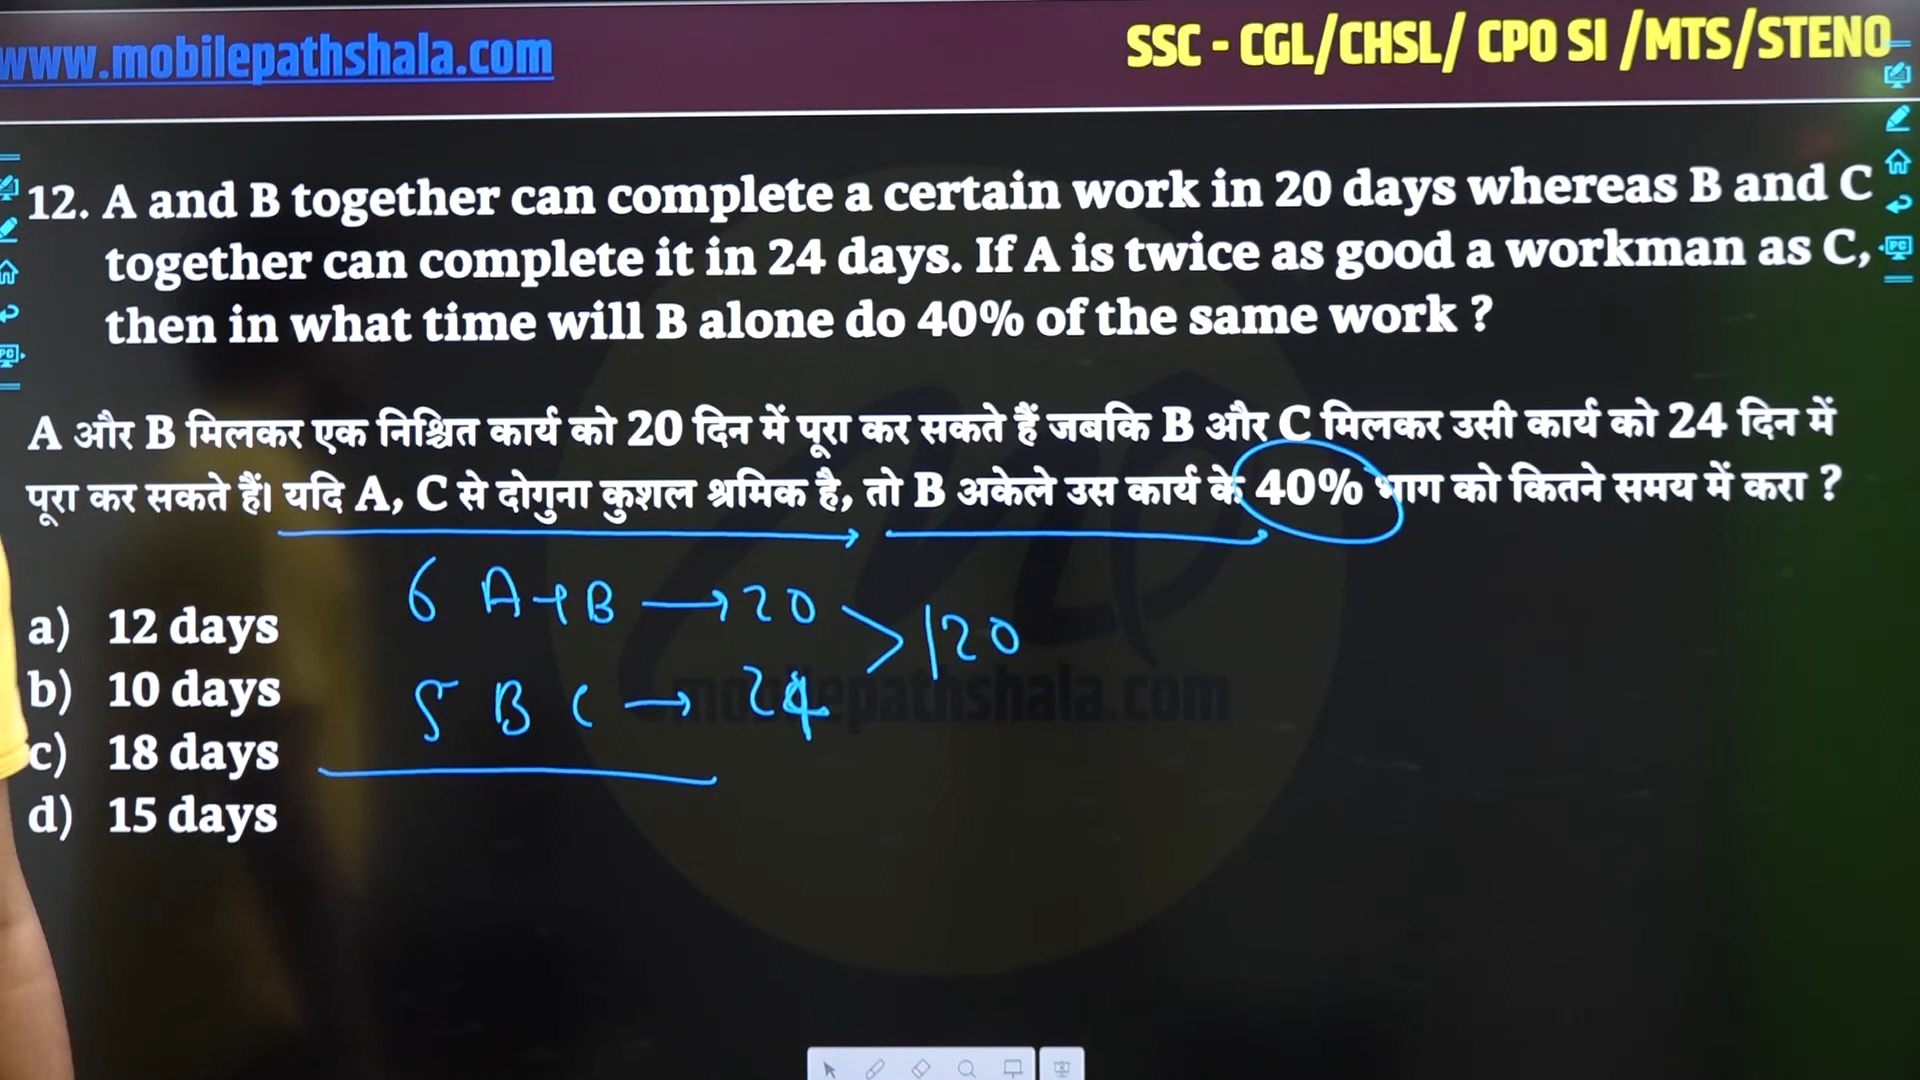 www.mobilepathshala.com
SSC - CGL/CHSL/ CPO SI /MTS/STENO
12. A and B together can complete a certain work in 20 days whereas B and C
together can complete it in 24 days. If A is twice as good a workman as C,
then in what time will B alone do 40% of the same work ?
A और B मिलकर एक निश्चित कार्य को 20 दिन में पूरा कर सकते हैं जबकि B और C मिलकर उसी कार्य को 24 दिन में
पूरा कर सकते हैं। यदि A, C से दोगुना कुशल श्रमिक है, तो B अकेले उस कार्य के 40% भाग को कितने समय में करा ?
6 A+B → 20 > 120
5 B C → 24
a) 12 days
b) 10 days
c) 18 days
d) 15 days
mobilepathshala.com
PC
PC